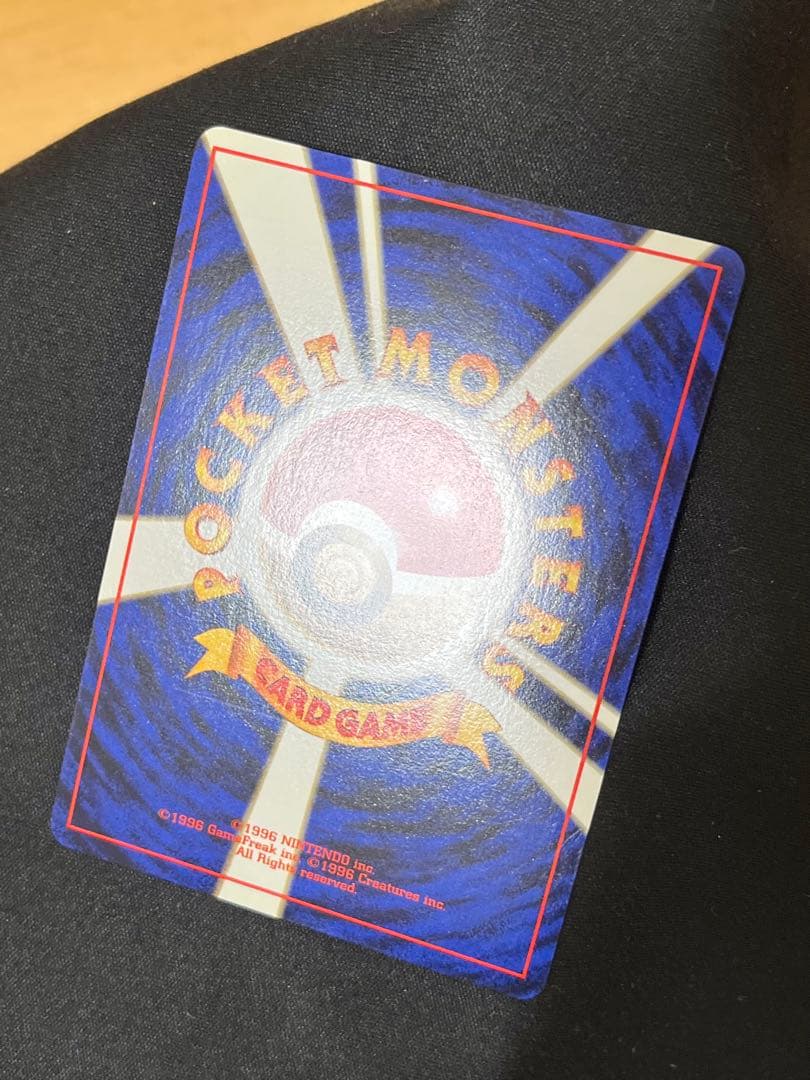 POCKET MONSTERS
CARD GAME
©1996 NINTENDO inc.
©1996 GameFreak inc. ©1996 Creatures inc.
All Rights reserved.